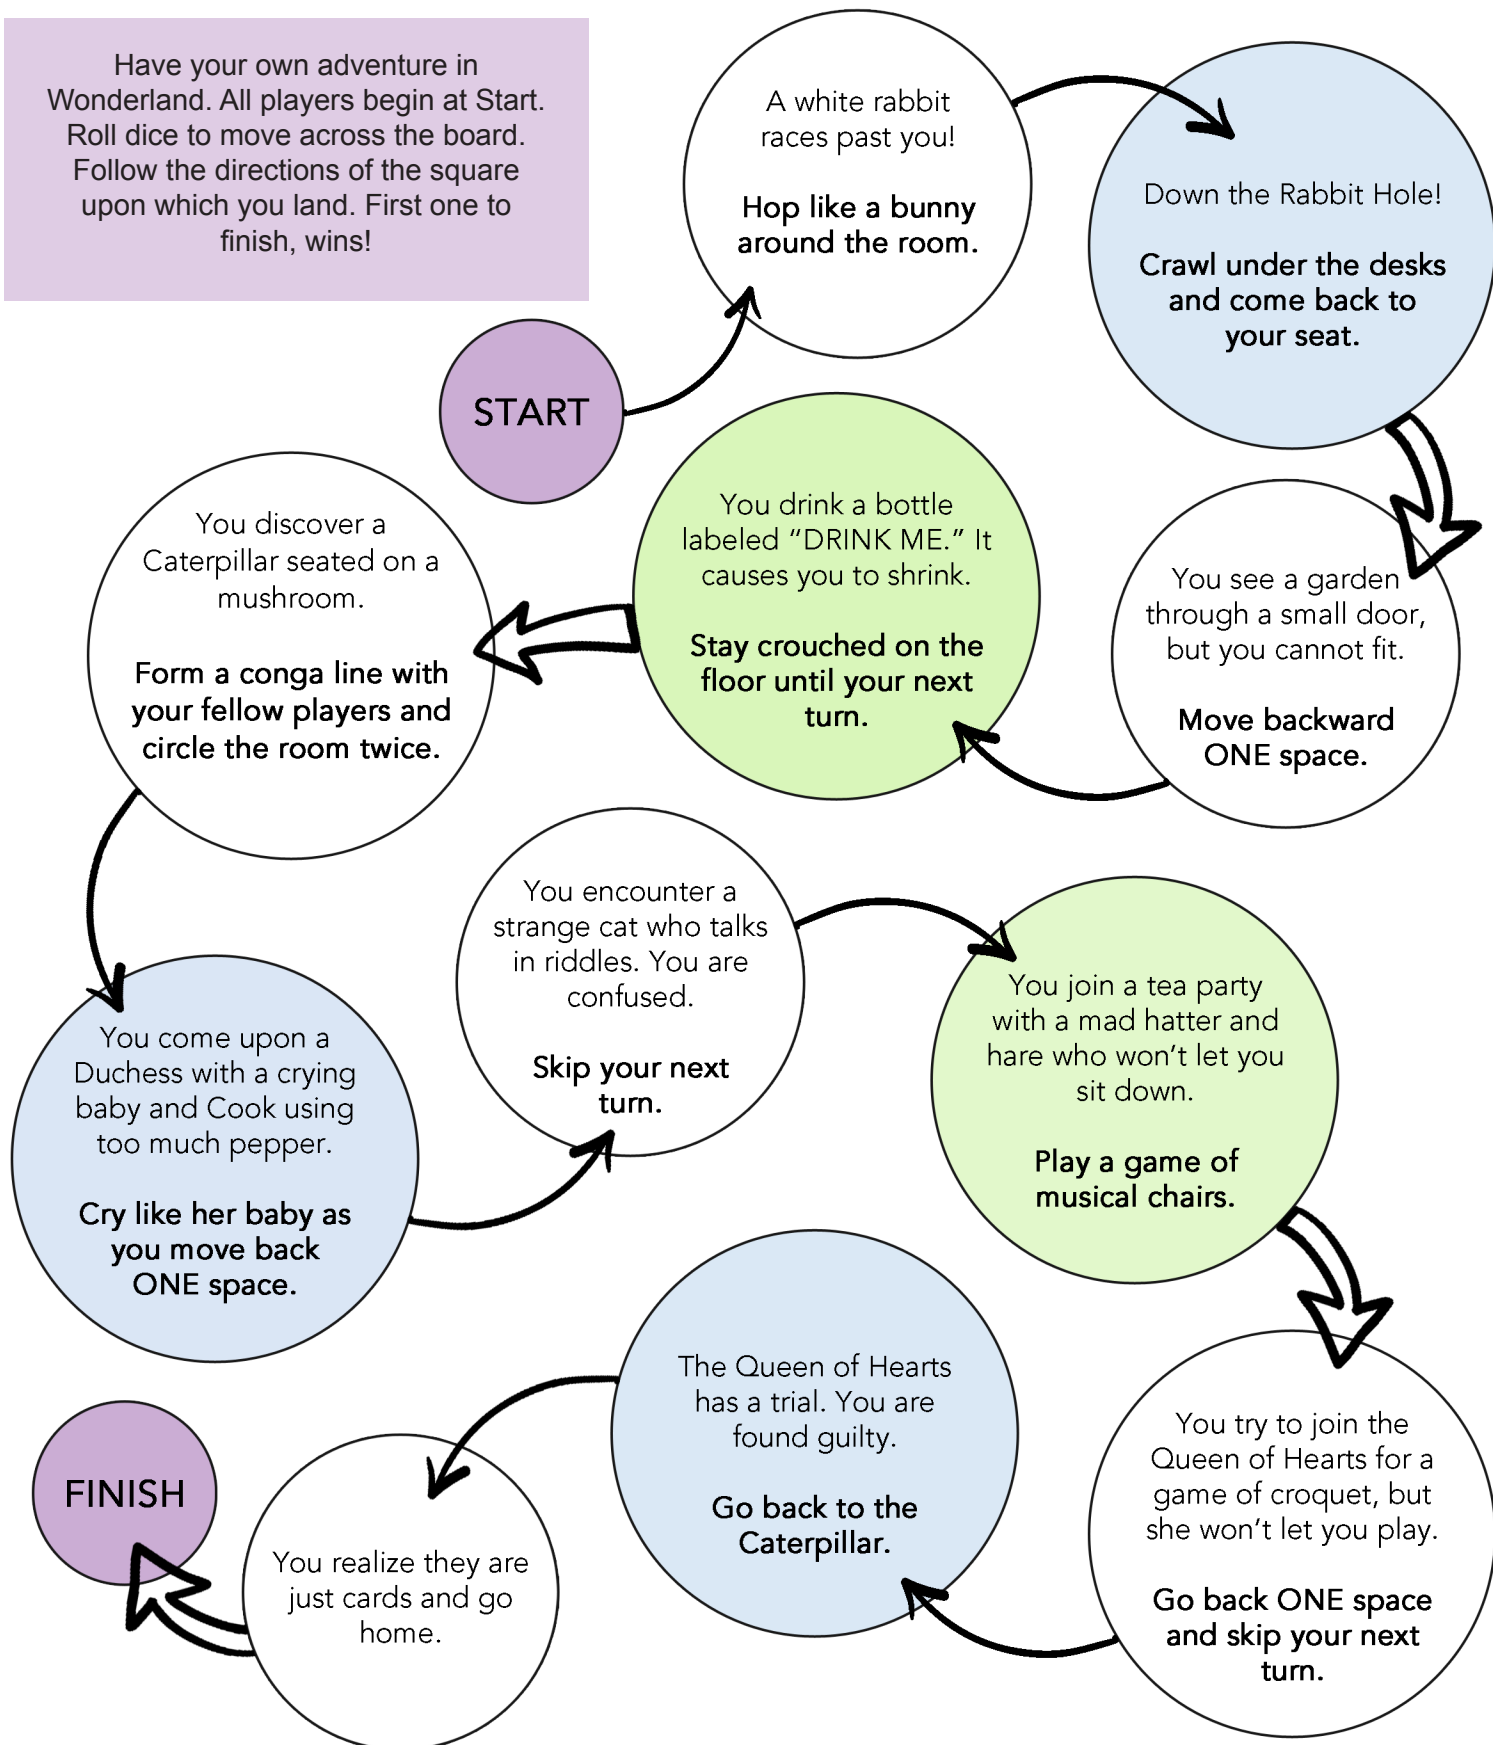 Have your own adventure in
Wonderland. All players begin at Start.
Roll dice to move across the board.
Follow the directions of the square
upon which you land. First one to
finish, wins!
START
A white rabbit
races past you!
Hop like a bunny
around the room.
Down the Rabbit Hole!
Crawl under the desks
and come back to
your seat.
You see a garden
through a small door,
but you cannot fit.
Move backward
ONE space.
You drink a bottle
labeled “DRINK ME.” It
causes you to shrink.
Stay crouched on the
floor until your next
turn.
You discover a
Caterpillar seated on a
mushroom.
Form a conga line with
your fellow players and
circle the room twice.
You come upon a
Duchess with a crying
baby and Cook using
too much pepper.
Cry like her baby as
you move back
ONE space.
You encounter a
strange cat who talks
in riddles. You are
confused.
Skip your next
turn.
You join a tea party
with a mad hatter and
hare who won’t let you
sit down.
Play a game of
musical chairs.
You try to join the
Queen of Hearts for a
game of croquet, but
she won’t let you play.
Go back ONE space
and skip your next
turn.
The Queen of Hearts
has a trial. You are
found guilty.
Go back to the
Caterpillar.
You realize they are
just cards and go
home.
FINISH